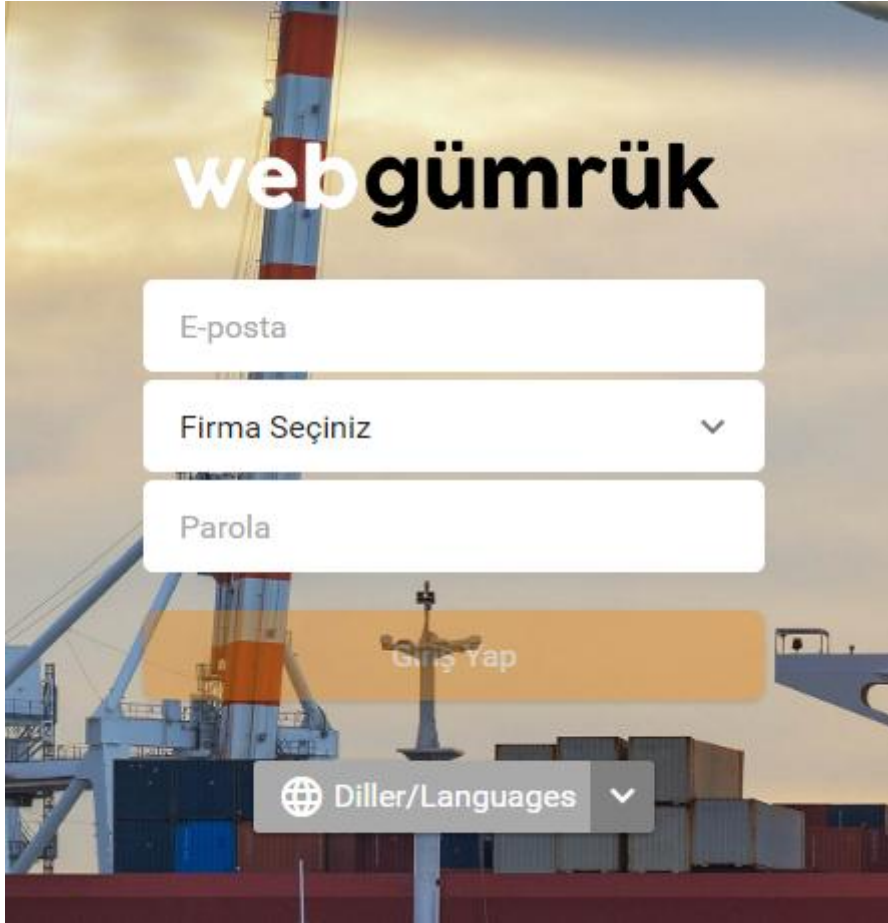 webgümrük
E-posta
Firma Seçiniz
Parola
Giriş Yap
Diller/Languages